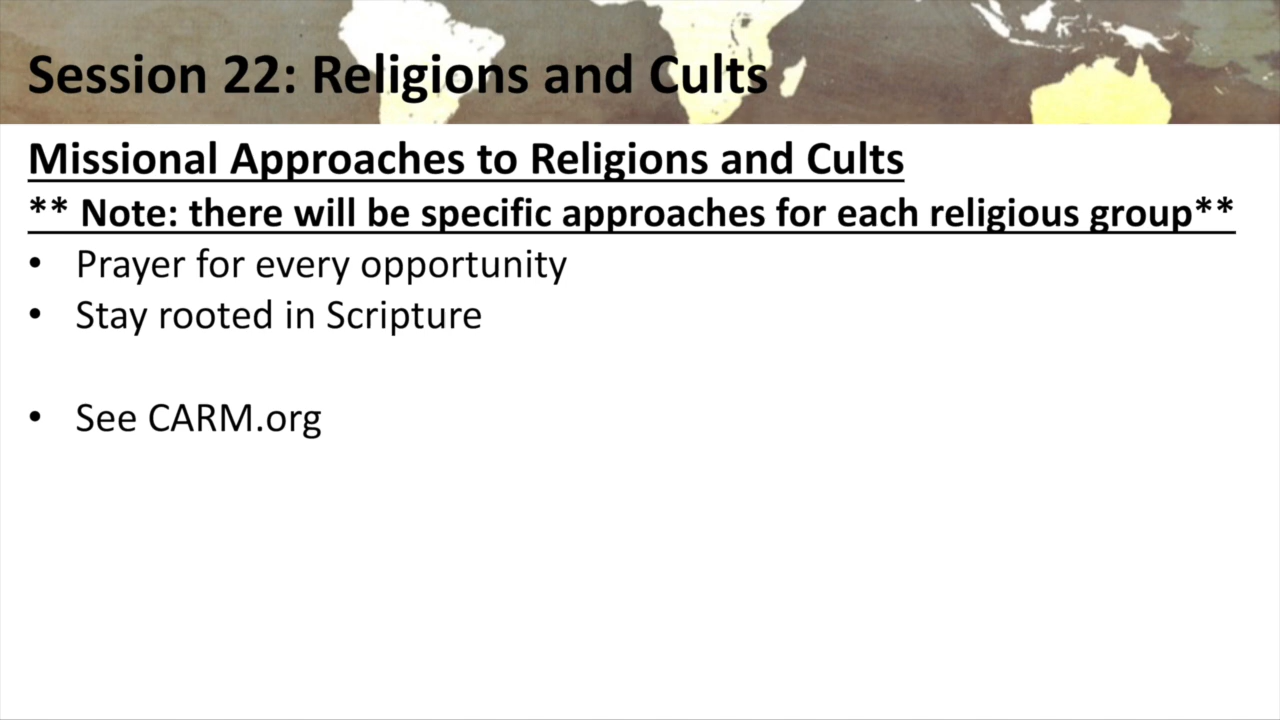 Session 22: Religions and Cults
Missional Approaches to Religions and Cults
** Note: there will be specific approaches for each religious group**
• Prayer for every opportunity
• Stay rooted in Scripture
• See CARM.org